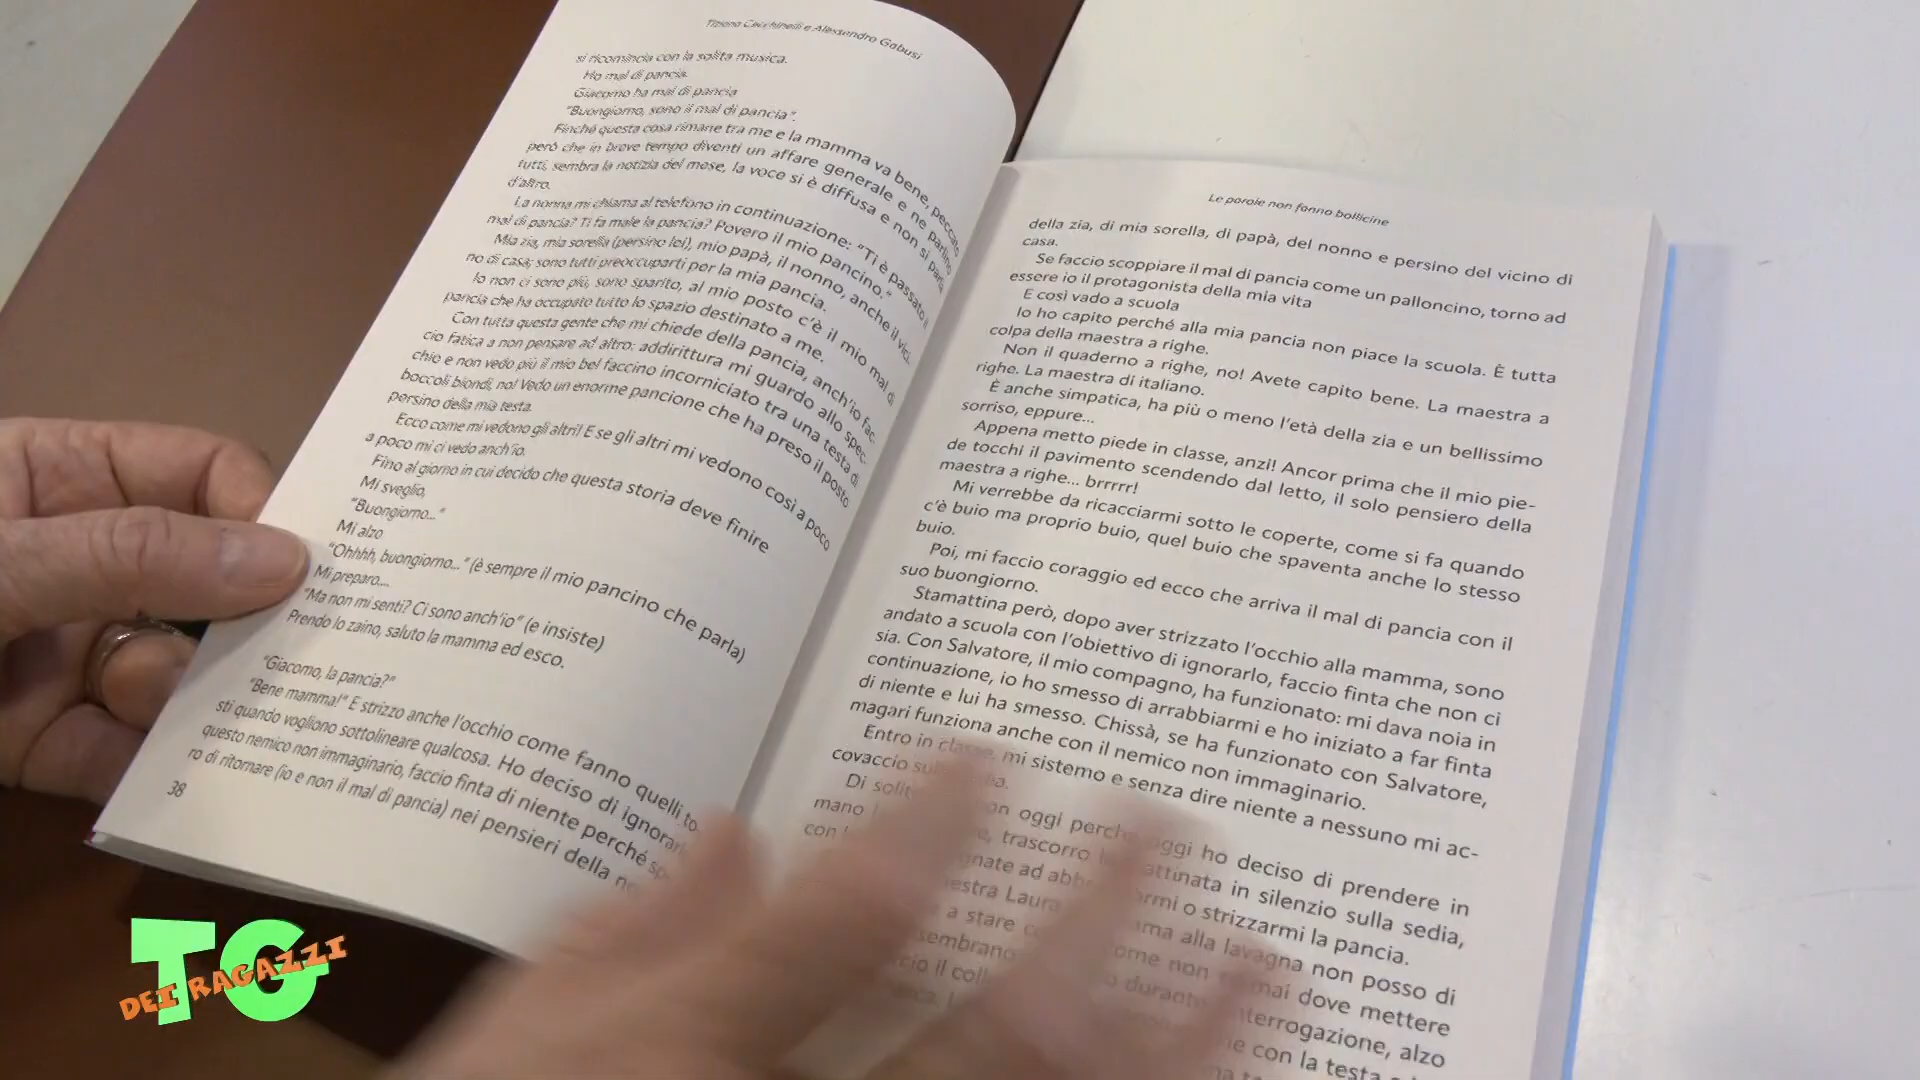 Tiziana Cecchinelli e Alessandro Gabusi
si ricomincia con la solita musica.
Ho mal di pancia.
Giacomo ha mal di pancia
"Buongiorno, sono il mal di pancia".
Finché questa cosa rimane tra me e la mamma va bene, peccato
però che in breve tempo diventi un affare generale e ne parlino
tutti, sembra la notizia del mese, la voce si è diffusa e non si parla
d'altro.
La nonna mi chiama al telefono in continuazione: "Ti è passato il
mal di pancia? Ti fa male la pancia? Povero il mio pancino."
Mia zia, mia sorella (persino lei), mio papà, il nonno, anche il vici-
no di casa; sono tutti preoccuparti per la mia pancia.
Io non ci sono più, sono sparito, al mio posto c'è il mio mal di
pancia che ha occupato tutto lo spazio destinato a me.
Con tutta questa gente che mi chiede della pancia, anch'io fac-
cio fatica a non pensare ad altro: addirittura mi guardo allo spec-
chio e non vedo più il mio bel faccino incorniciato tra una testa di
boccoli biondi, no! Vedo un enorme pancione che ha preso il posto
persino della mia testa.
Ecco come mi vedono gli altri! E se gli altri mi vedono così a poco
a poco mi ci vedo anch'io.
Fino al giorno in cui decido che questa storia deve finire
Mi sveglio,
"Buongiorno..."
Mi alzo
"Ohhhh, buongiorno..." (è sempre il mio pancino che parla)
Mi preparo....
"Ma non mi senti? Ci sono anch'io" (e insiste)
Prendo lo zaino, saluto la mamma ed esco.
"Giacomo, la pancia?"
"Bene mamma!" E strizzo anche l'occhio come fanno quelli to-
sti quando vogliono sottolineare qualcosa. Ho deciso di ignorarlo
questo nemico non immaginario, faccio finta di niente perché
ro di ritornare (io e non il mal di pancia) nei pensieri della
38
Le parole non fanno bollicine
della zia, di mia sorella, di papà, del nonno e persino del vicino di
casa.
Se faccio scoppiare il mal di pancia come un palloncino, torno ad
essere io il protagonista della mia vita
E così vado a scuola
Io ho capito perché alla mia pancia non piace la scuola. È tutta
colpa della maestra a righe.
Non il quaderno a righe, no! Avete capito bene. La maestra a
righe. La maestra di italiano.
È anche simpatica, ha più o meno l'età della zia e un bellissimo
sorriso, eppure...
Appena metto piede in classe, anzi! Ancor prima che il mio pie-
de tocchi il pavimento scendendo dal letto, il solo pensiero della
maestra a righe... brrrrr!
Mi verrebbe da ricacciarmi sotto le coperte, come si fa quando
c'è buio ma proprio buio, quel buio che spaventa anche lo stesso
buio.
Poi, mi faccio coraggio ed ecco che arriva il mal di pancia con il
suo buongiorno.
Stamattina però, dopo aver strizzato l'occhio alla mamma, sono
andato a scuola con l'obiettivo di ignorarlo, faccio finta che non ci
sia. Con Salvatore, il mio compagno, ha funzionato: mi dava noia in
continuazione, io ho smesso di arrabbiarmi e ho iniziato a far finta
di niente e lui ha smesso. Chissà, se ha funzionato con Salvatore,
magari funziona anche con il nemico non immaginario.
Entro in classe, mi sistemo e senza dire niente a nessuno mi ac-
covaccio
Di solito non oggi perché oggi ho deciso di prendere in
mano trascorro la mattinata in silenzio sulla sedia,
con o strizzarmi la pancia.
Laura alla lavagna non posso di
a stare come non mai dove mettere
sembrano durante interrogazione, alzo
il con la testa
TG
DEI RAGAZZI